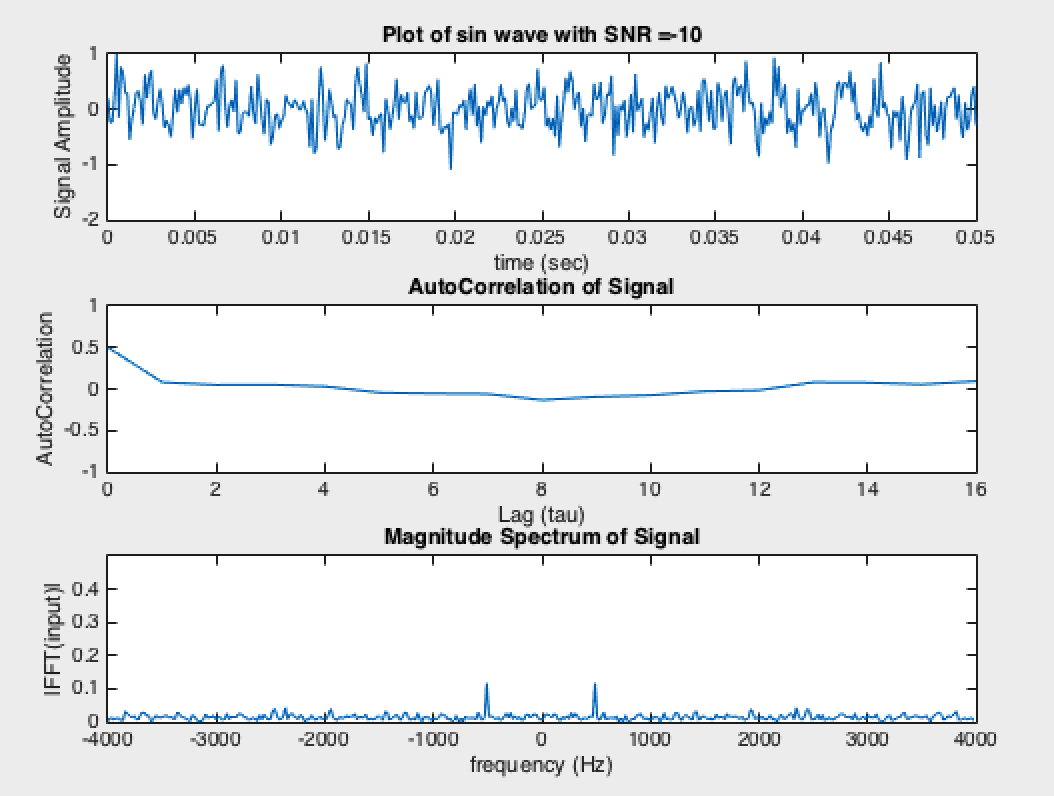 Plot of sin wave with SNR =-10
Signal Amplitude
1
0
-1
-2
0 0.005 0.01 0.015 0.02 0.025 0.03 0.035 0.04 0.045 0.05
time (sec)
AutoCorrelation of Signal
AutoCorrelation
1
0.5
0
-0.5
-1
0 2 4 6 8 10 12 14 16
Lag (tau)
Magnitude Spectrum of Signal
|FFT(input)|
0.4
0.3
0.2
0.1
0
-4000 -3000 -2000 -1000 0 1000 2000 3000 4000
frequency (Hz)